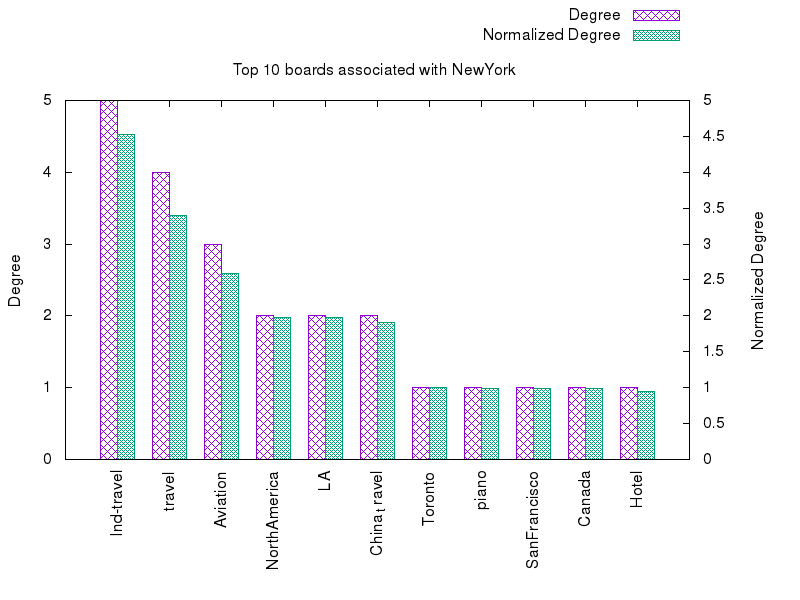 Degree
Normalized Degree
Top 10 boards associated with NewYork
5
4
3
2
1
0
5
4.5
4
3.5
3
2.5
2
1.5
1
0.5
0
Degree
Normalized Degree
Ind-travel
travel
Aviation
NorthAmerica
LA
China_travel
Toronto
piano
SanFrancisco
Canada
Hotel